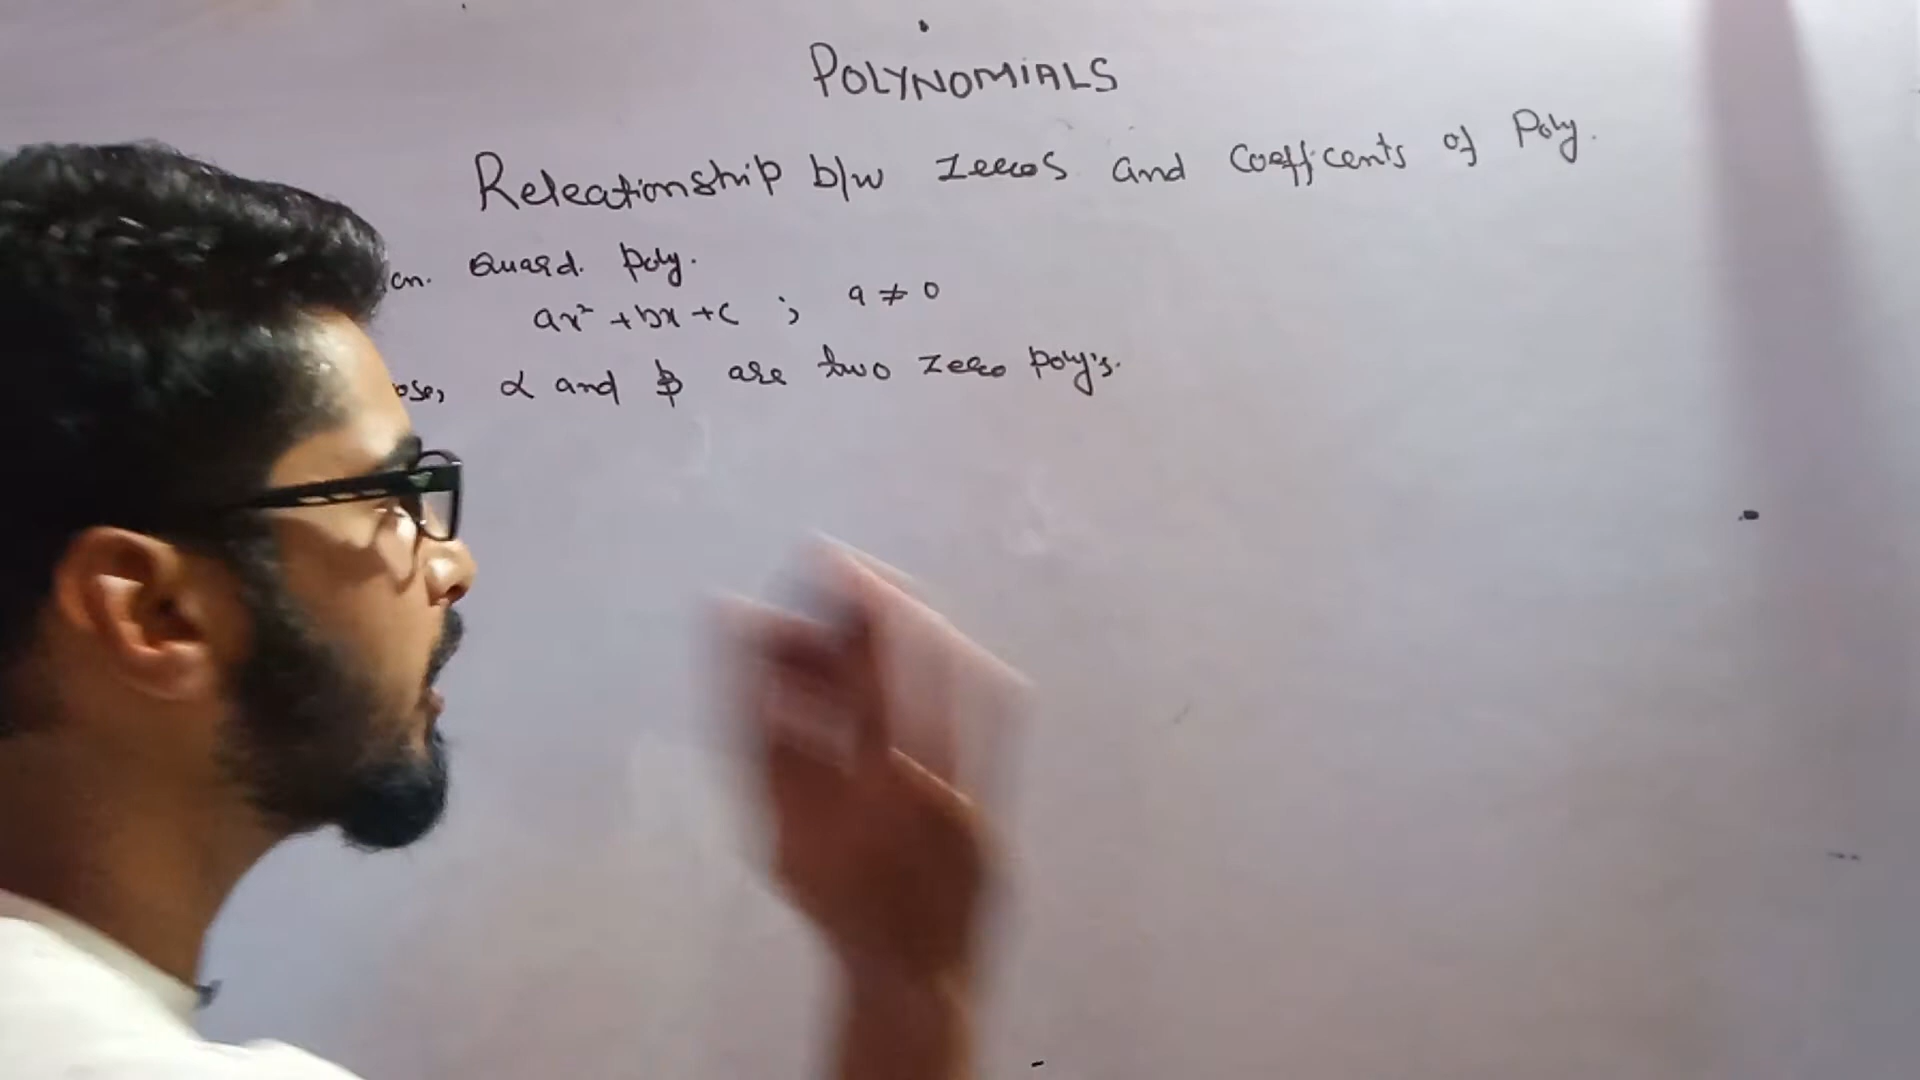 POLYNOMIALS
Releationship b/w zeros and Coefficents of Poly.
Quard. Poly.
ax² + bx + c ; a ≠ 0
α and β are two zero poly's.